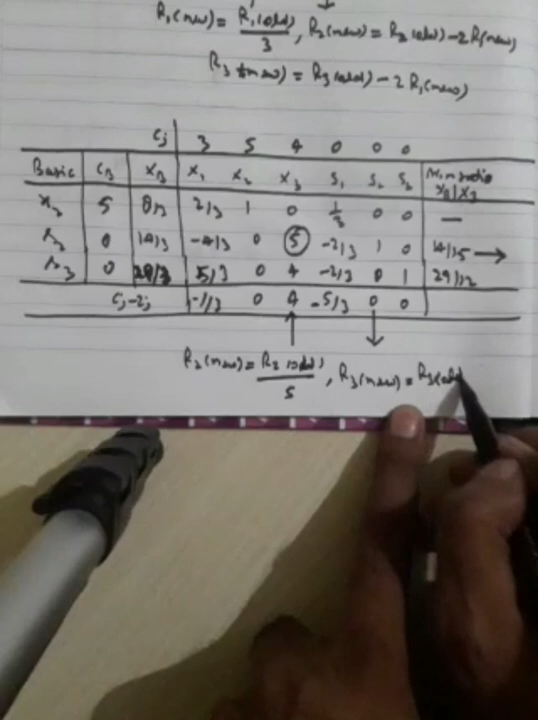 R₁(new) = R₁(old)/3, R₂(new) = R₂(old) - 2R₁(new)
R₃(new) = R₃(old) - 2R₁(new)
Cj 3 5 4 0 0 0
Basic CB XB X₁ X₂ X₃ S₁ S₂ S₃ Min ratio XB/X₃
X₂ 5 8/3 2/3 1 0 1/3 0 0 —
S₂ 0 14/3 -4/3 0 5 -2/3 1 0 14/15 →
S₃ 0 29/3 5/3 0 4 -2/3 0 1 29/12
Cj-Zj -1/3 0 4 -5/3 0 0
R₂(new) = R₂(old)/5, R₃(new) = R₃(old)